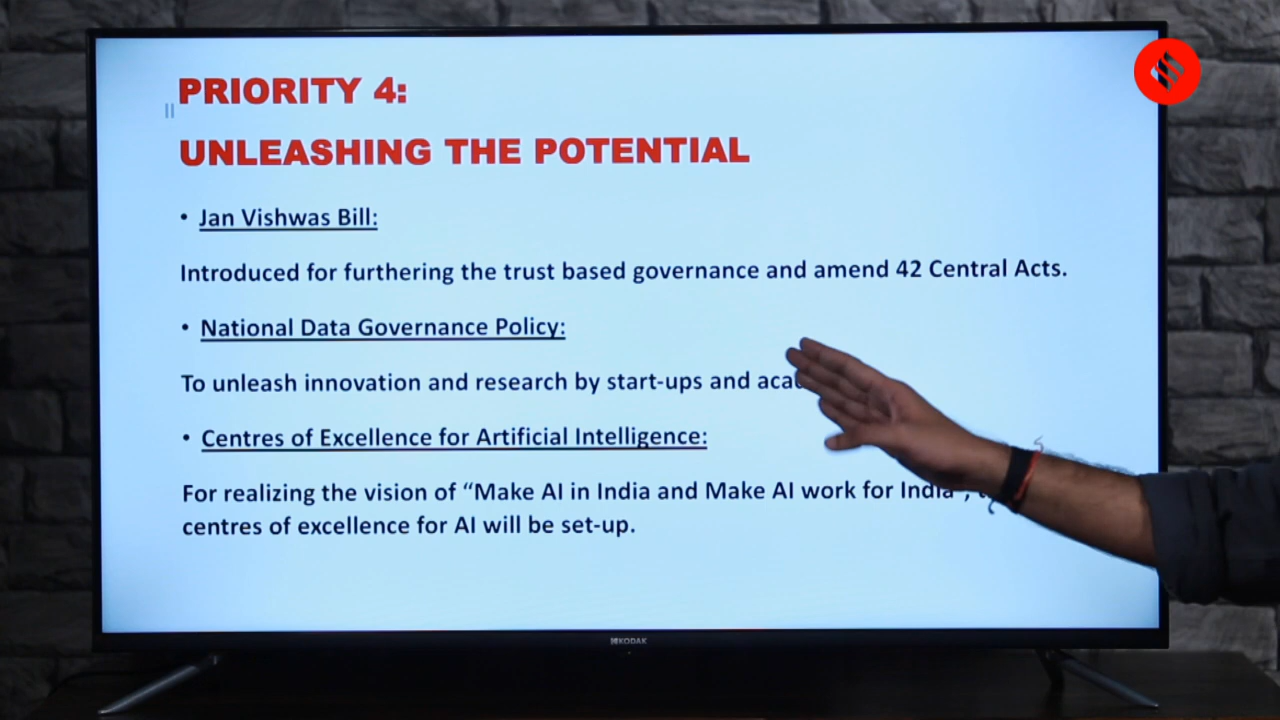 PRIORITY 4:
UNLEASHING THE POTENTIAL
• Jan Vishwas Bill:
Introduced for furthering the trust based governance and amend 42 Central Acts.
• National Data Governance Policy:
To unleash innovation and research by start-ups and
• Centres of Excellence for Artificial Intelligence:
For realizing the vision of “Make AI in India and Make AI work for India”,
centres of excellence for AI will be set-up.
KODAK